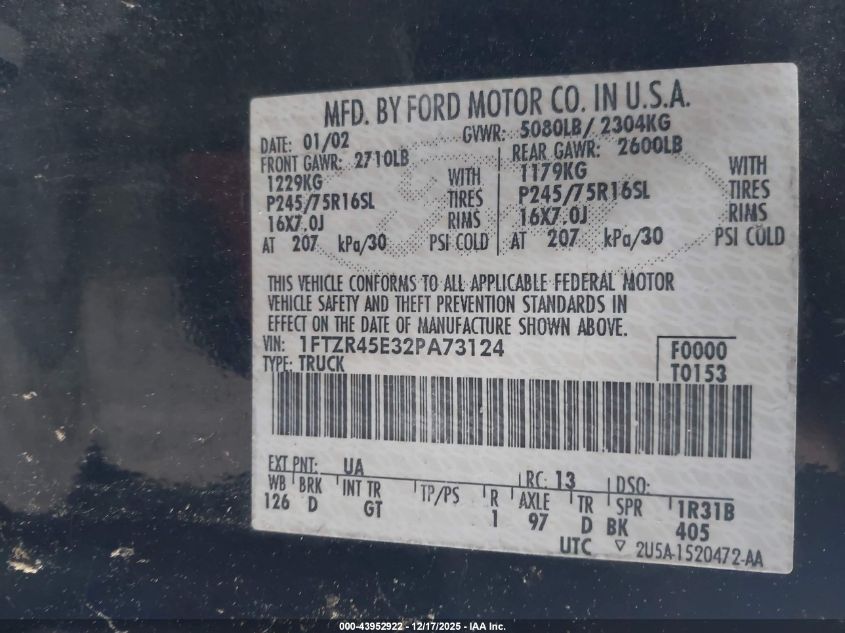 MFD. BY FORD MOTOR CO. IN U.S.A.
DATE: 01/02 GVWR: 5080LB/ 2304KG
FRONT GAWR: 2710LB REAR GAWR: 2600LB
1229KG WITH 1179KG WITH
P245/75R16SL TIRES P245/75R16SL TIRES
16X7.0J RIMS 16X7.0J RIMS
AT 207 kPa/30 PSI COLD AT 207 kPa/30 PSI COLD
THIS VEHICLE CONFORMS TO ALL APPLICABLE FEDERAL MOTOR
VEHICLE SAFETY AND THEFT PREVENTION STANDARDS IN
EFFECT ON THE DATE OF MANUFACTURE SHOWN ABOVE.
VIN: 1FTZR45E32PA73124 F0000
TYPE: TRUCK T0153
EXT PNT: UA RC: 13 DSO:
WB BRK INT TR TP/PS R AXLE TR SPR 1R31B
126 D GT 1 97 D BK 405
UTC ▽ 2U5A-1520472-AA
000-43952922 - 12/17/2025 - IAA Inc.